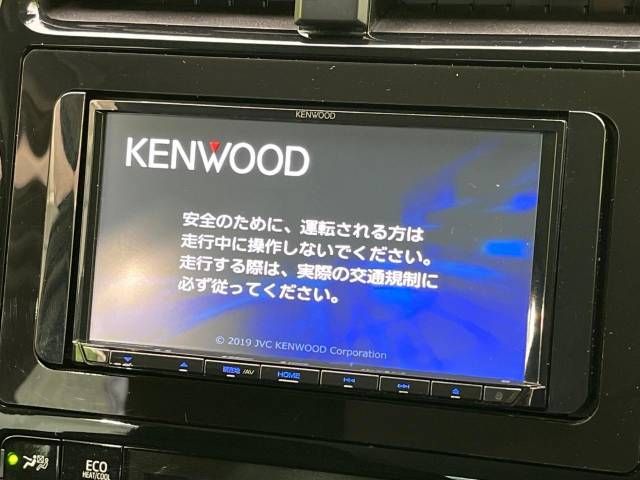 KENWOOD
KENWOOD
安全のために、運転される方は
走行中に操作しないでください。
走行する際は、実際の交通規制に
必ず従ってください。
© 2019 JVC KENWOOD Corporation
/AV
HOME
ECO
HEAT/COOL